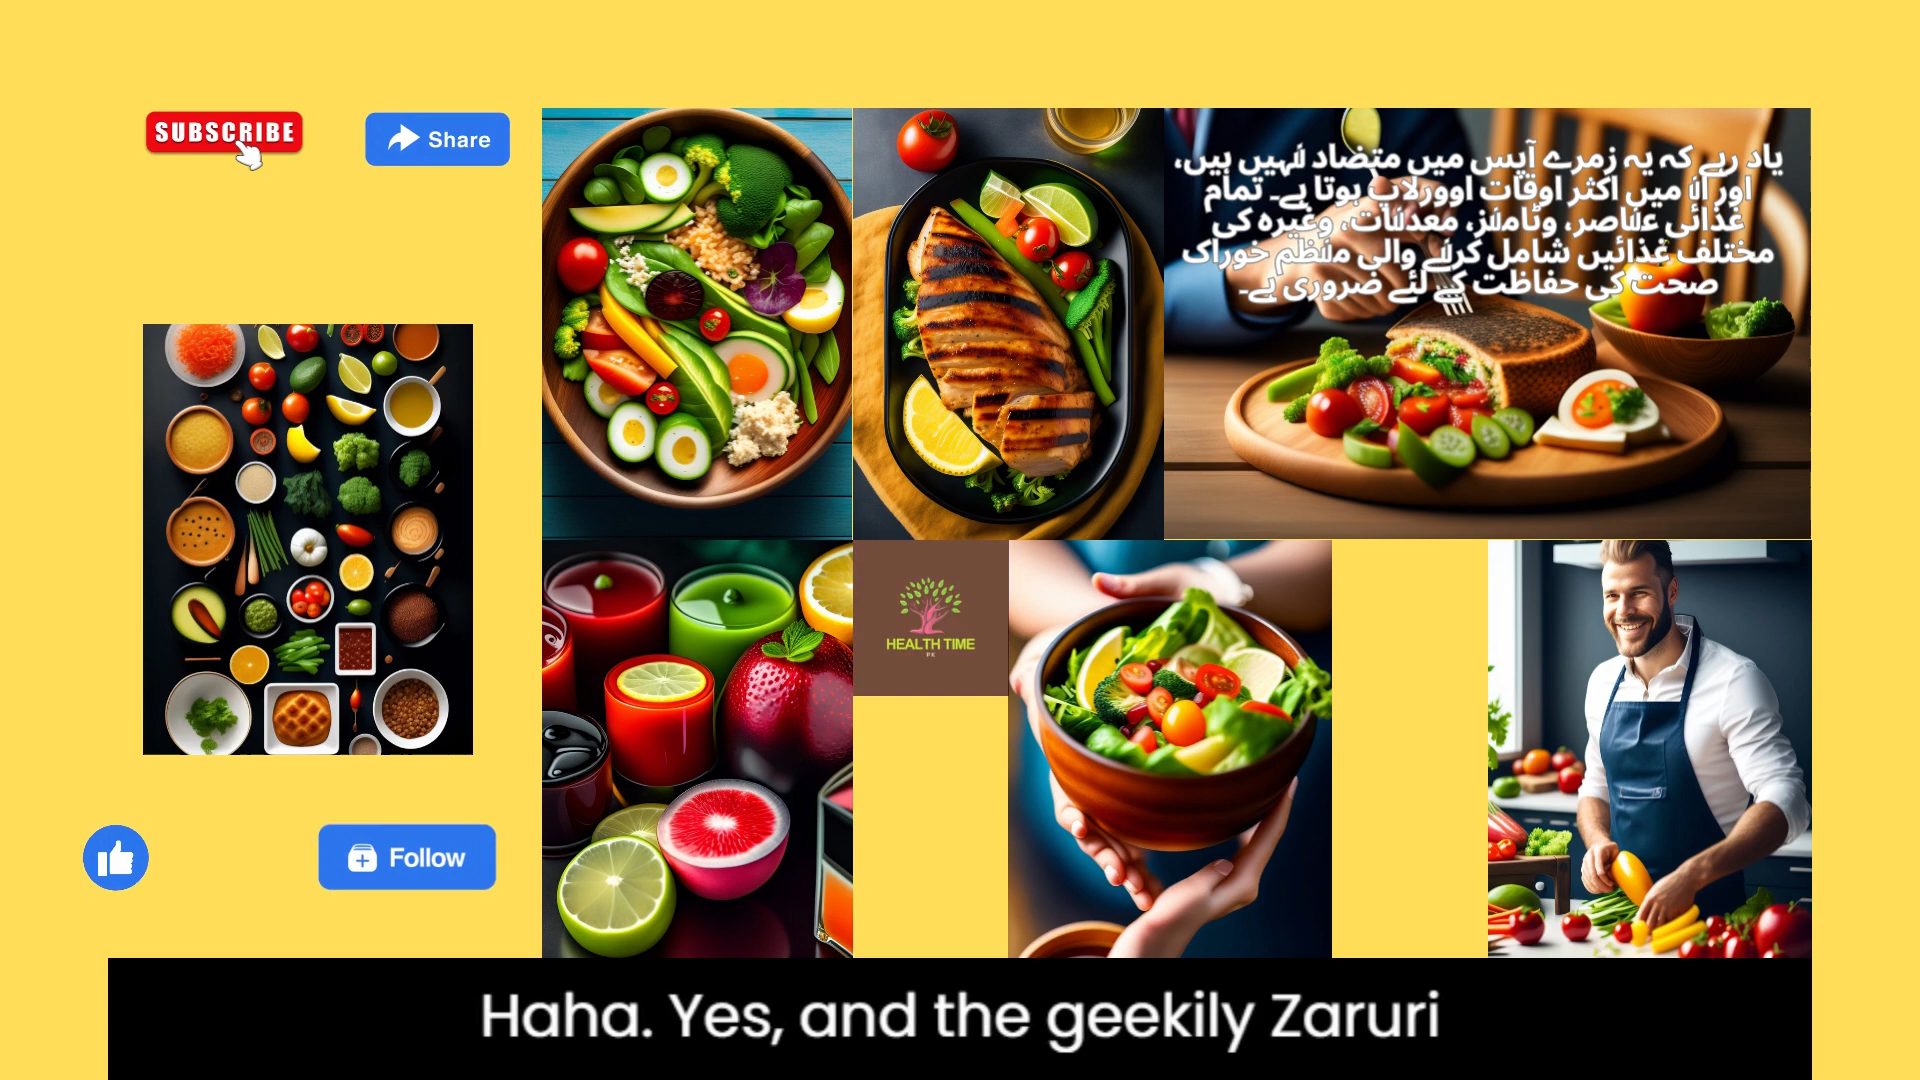 SUBSCRIBE
Share
یاد رہے کہ یہ زمرے آپس میں متضاد نہیں ہیں،
اور ان میں اکثر اوقات اوورلاپ ہوتا ہے۔ تمام
غذائی عناصر، وٹامنز، معدنیات، وغیرہ کی
مختلف غذائیں شامل کرنے والی منظم خوراک
صحت کی حفاظت کے لئے ضروری ہے۔
HEALTH TIME
PK
Follow
Haha. Yes, and the geekily Zaruri